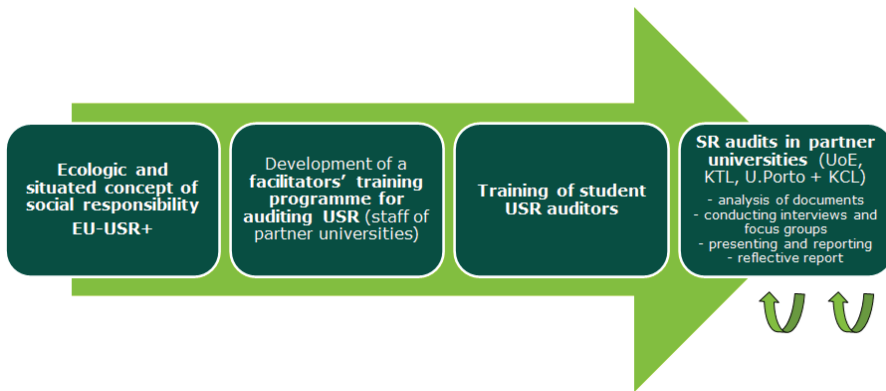 Ecologic and
situated concept of
social responsibility
EU-USR+
Development of a
facilitators' training
programme for
auditing USR (staff of
partner universities)
Training of student
USR auditors
SR audits in partner
universities (UoE,
KTL, U.Porto + KCL)
- analysis of documents
- conducting interviews and
focus groups
- presenting and reporting
- reflective report